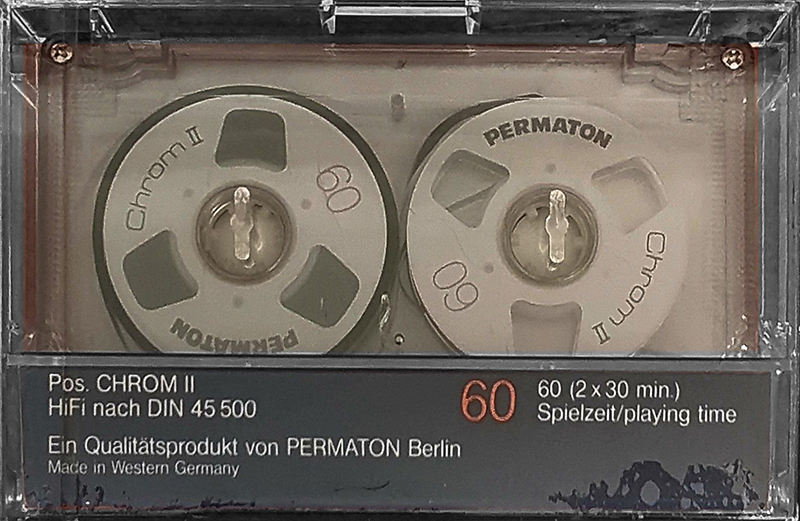 Chrom II
60
PERMATON
PERMATON
60
Chrom II
Pos. CHROM II
HiFi nach DIN 45 500
Ein Qualitätsprodukt von PERMATON Berlin
Made in Western Germany
60
60 (2 x 30 min.)
Spielzeit/playing time